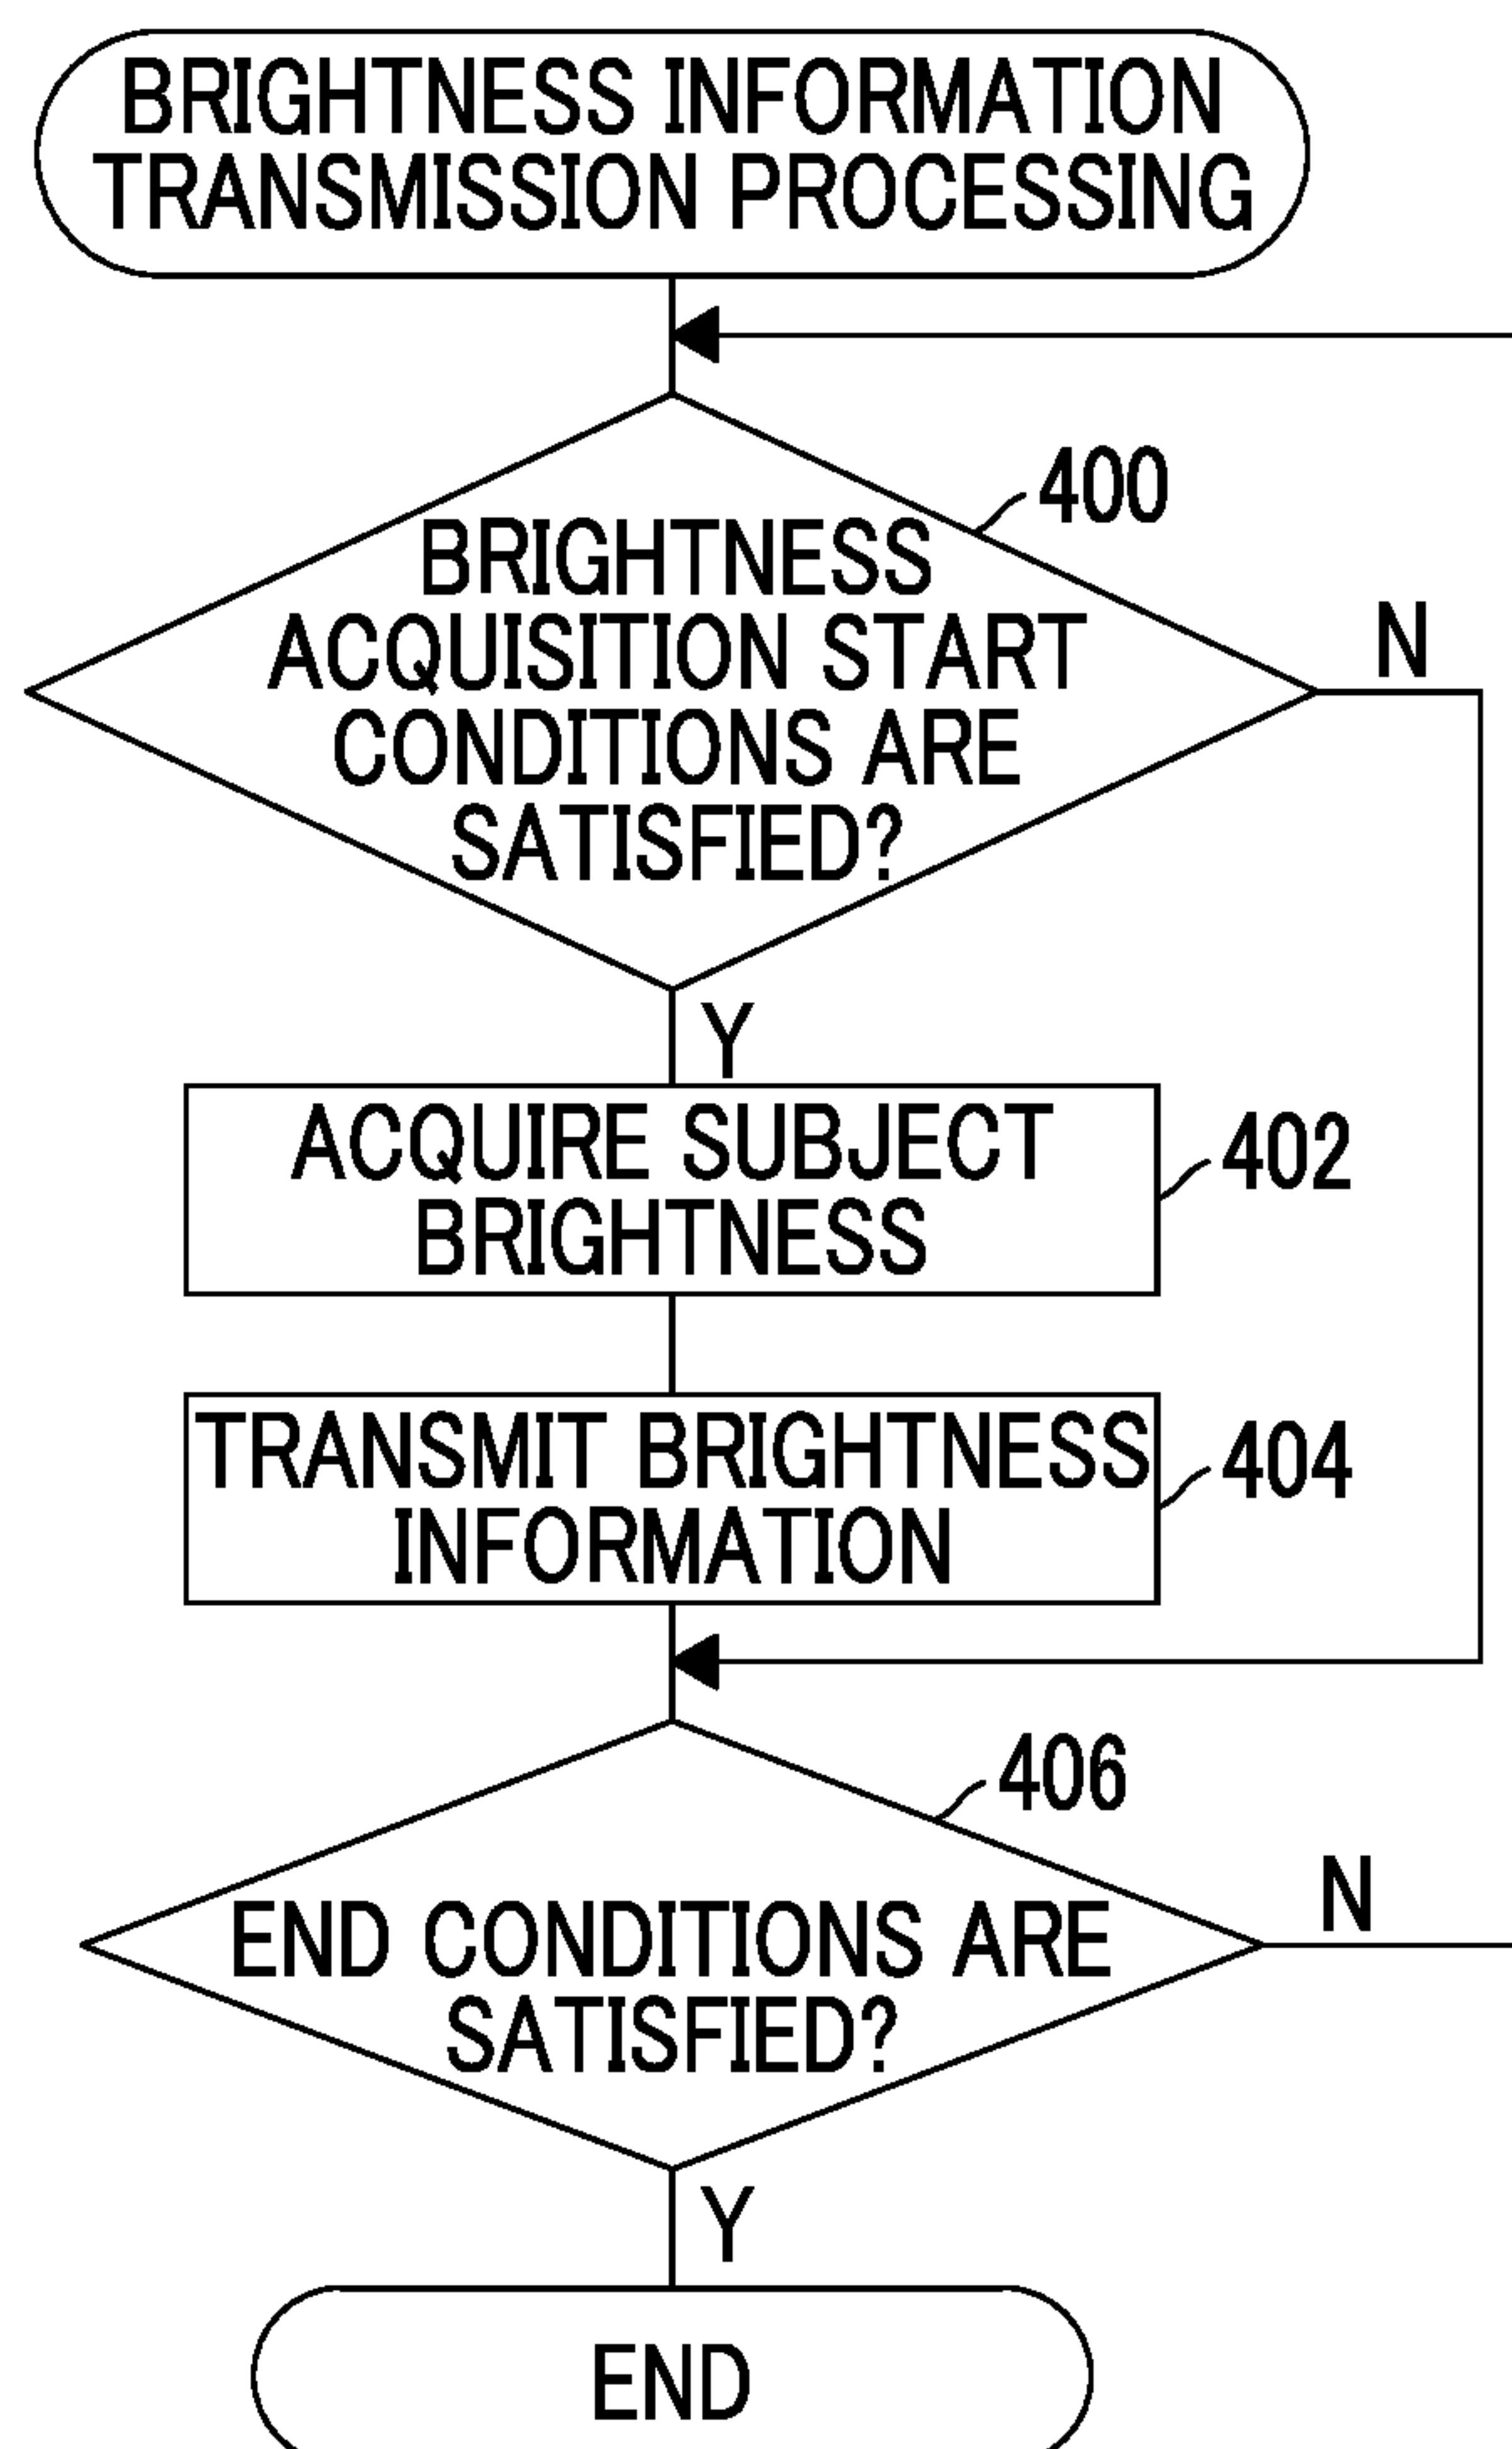 BRIGHTNESS INFORMATION
TRANSMISSION PROCESSING
400
BRIGHTNESS
ACQUISITION START
CONDITIONS ARE
SATISFIED?
N
Y
ACQUIRE SUBJECT
BRIGHTNESS
402
TRANSMIT BRIGHTNESS
INFORMATION
404
406
END CONDITIONS ARE
SATISFIED?
N
Y
END